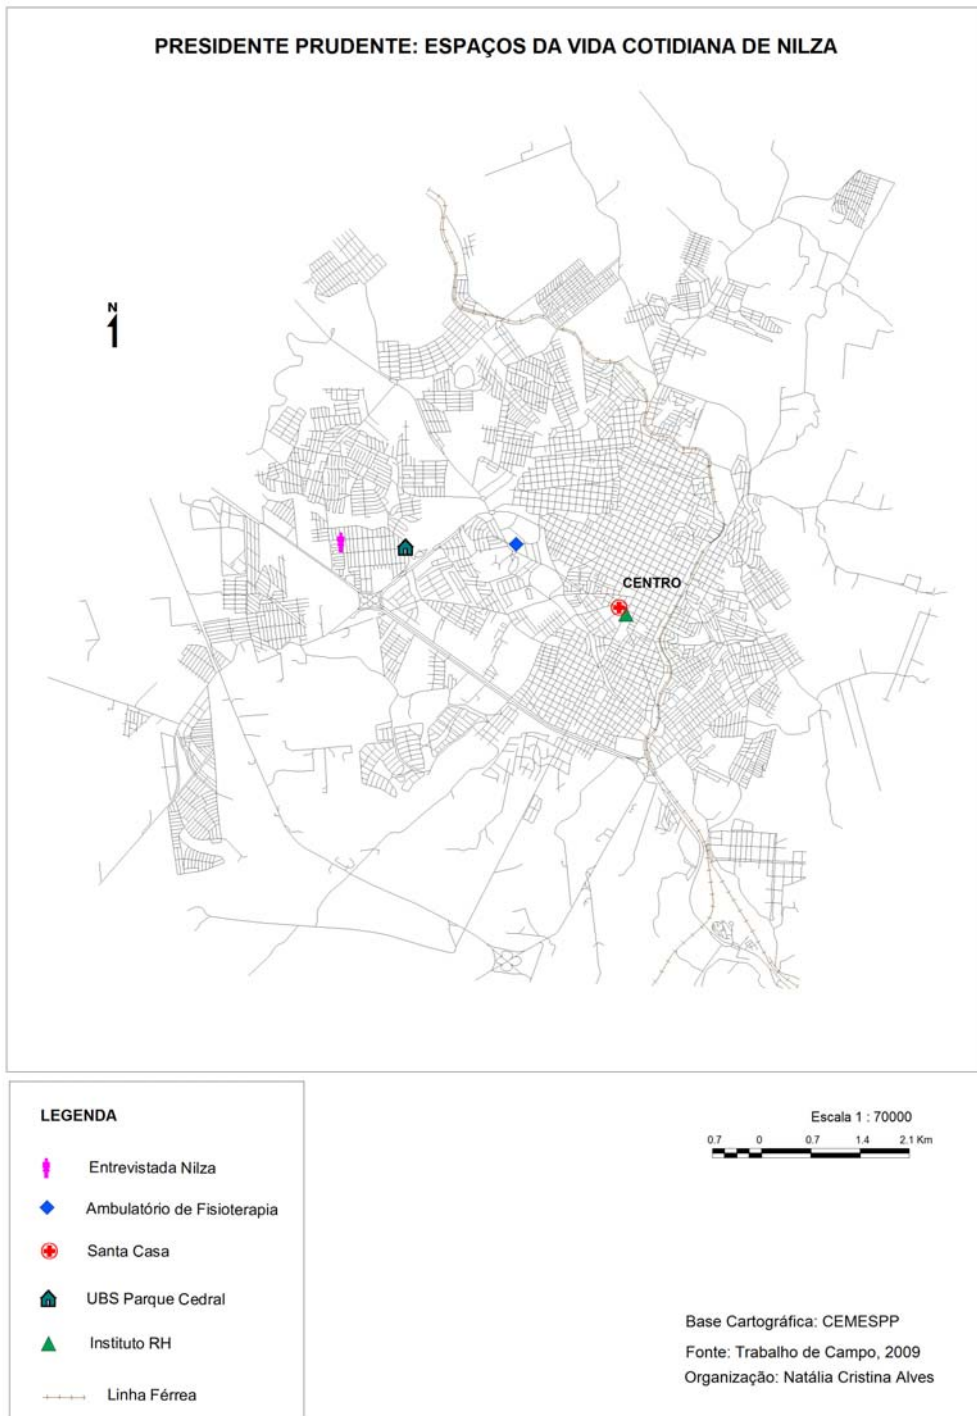 PRESIDENTE PRUDENTE: ESPAÇOS DA VIDA COTIDIANA DE NILZA
N
CENTRO
LEGENDA
Entrevistada Nilza
Ambulatório de Fisioterapia
Santa Casa
UBS Parque Cedral
Instituto RH
Linha Férrea
Escala 1 : 70000
0.7 0 0.7 1.4 2.1 Km
Base Cartográfica: CEMESPP
Fonte: Trabalho de Campo, 2009
Organização: Natália Cristina Alves